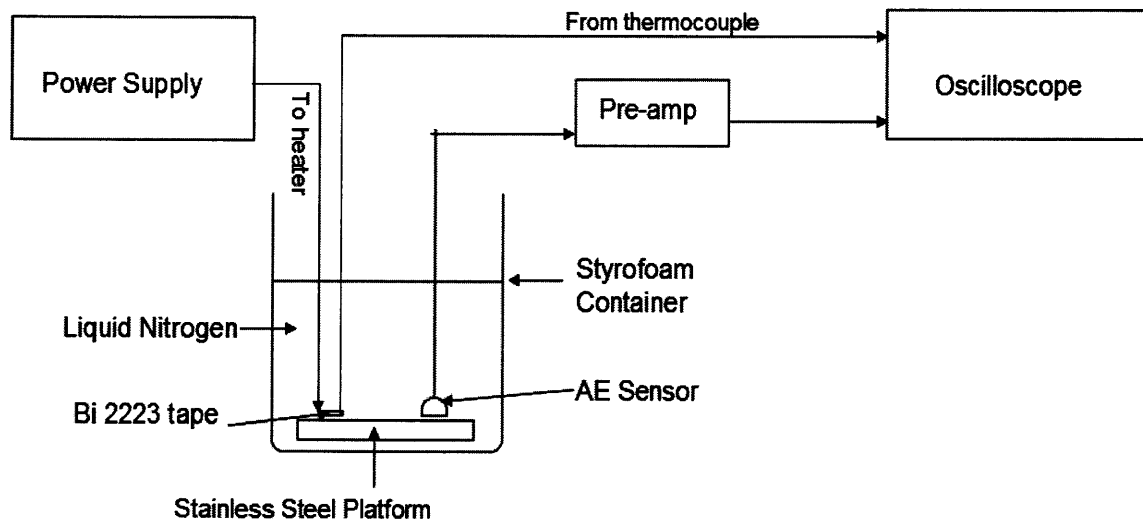 From thermocouple
Power Supply
Oscilloscope
Pre-amp
To heater
Styrofoam
Container
Liquid Nitrogen
AE Sensor
Bi 2223 tape
Stainless Steel Platform